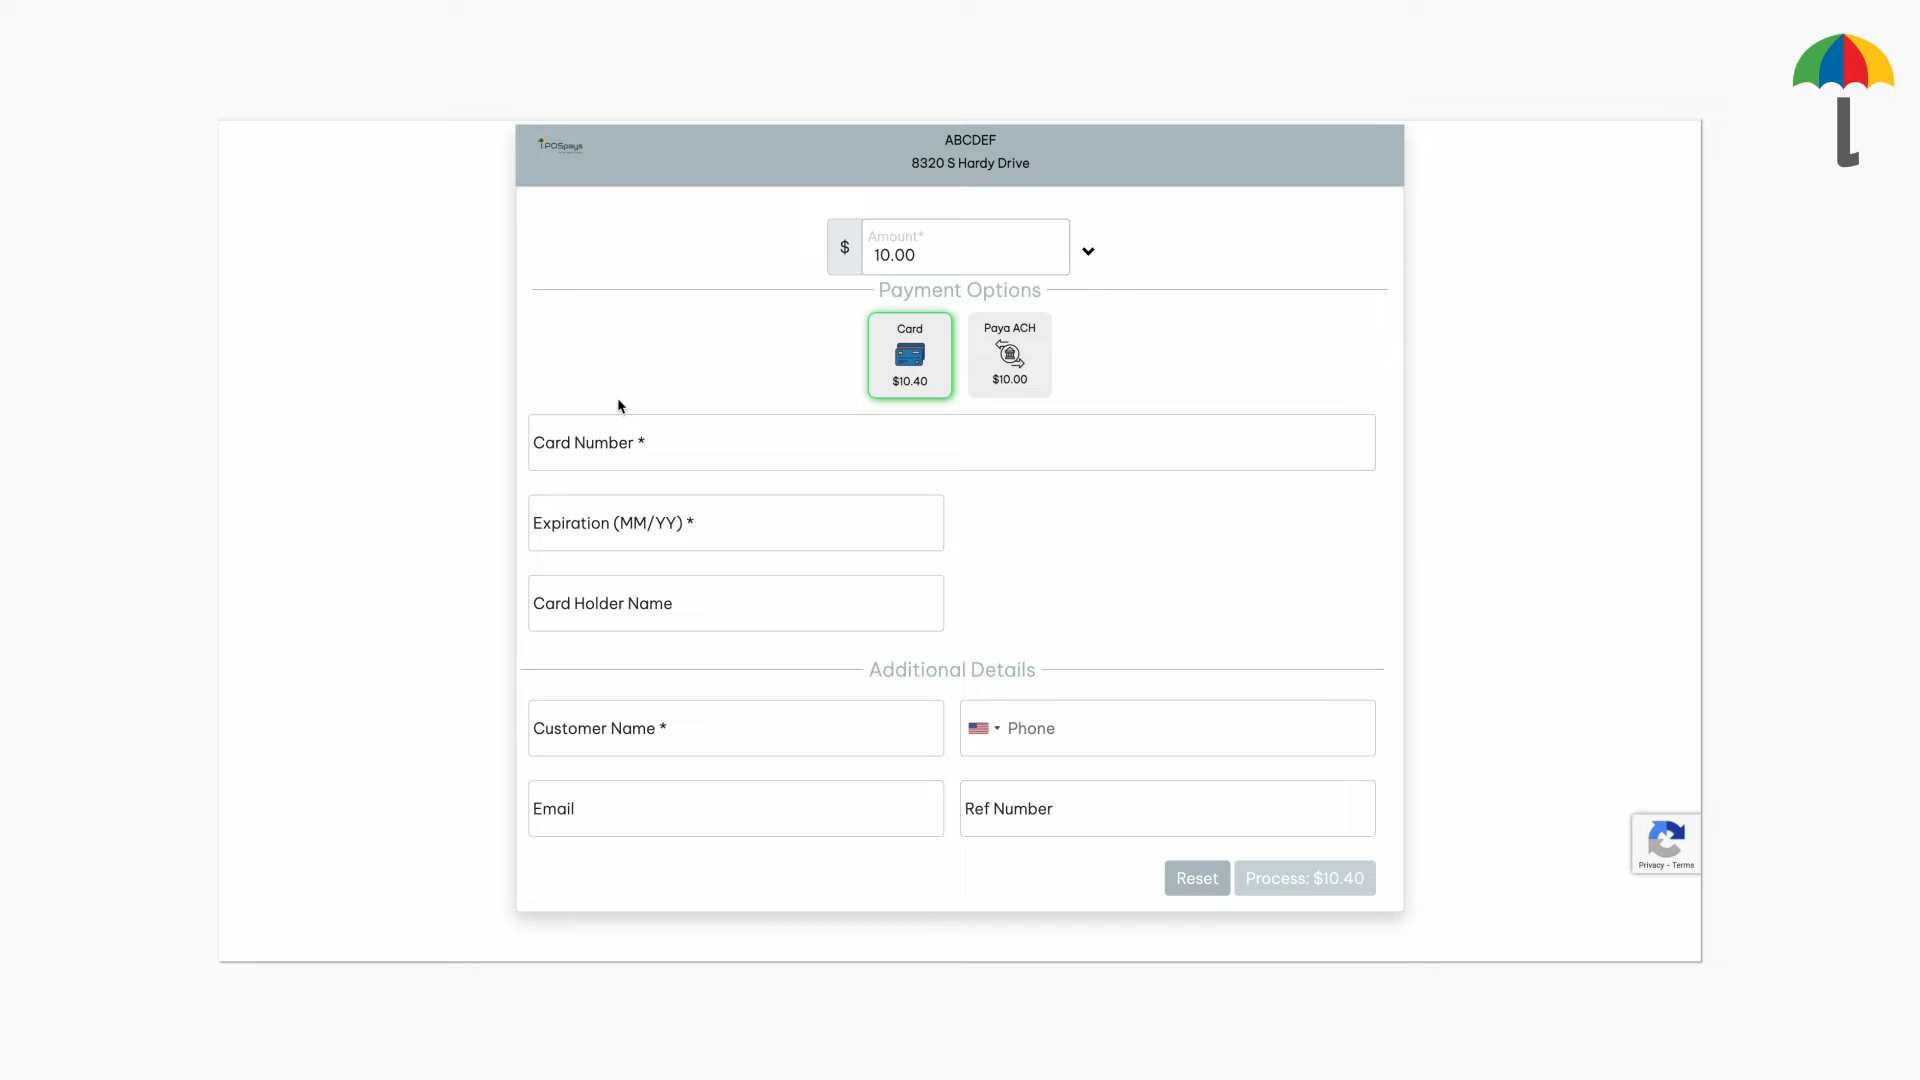 iPOSpays
ABCDEF
8320 S Hardy Drive
$
Amount*
10.00
Payment Options
Card
$10.40
Paya ACH
$10.00
Card Number *
Expiration (MM/YY) *
Card Holder Name
Additional Details
Customer Name *
Phone
Email
Ref Number
Reset
Process: $10.40
Privacy - Terms